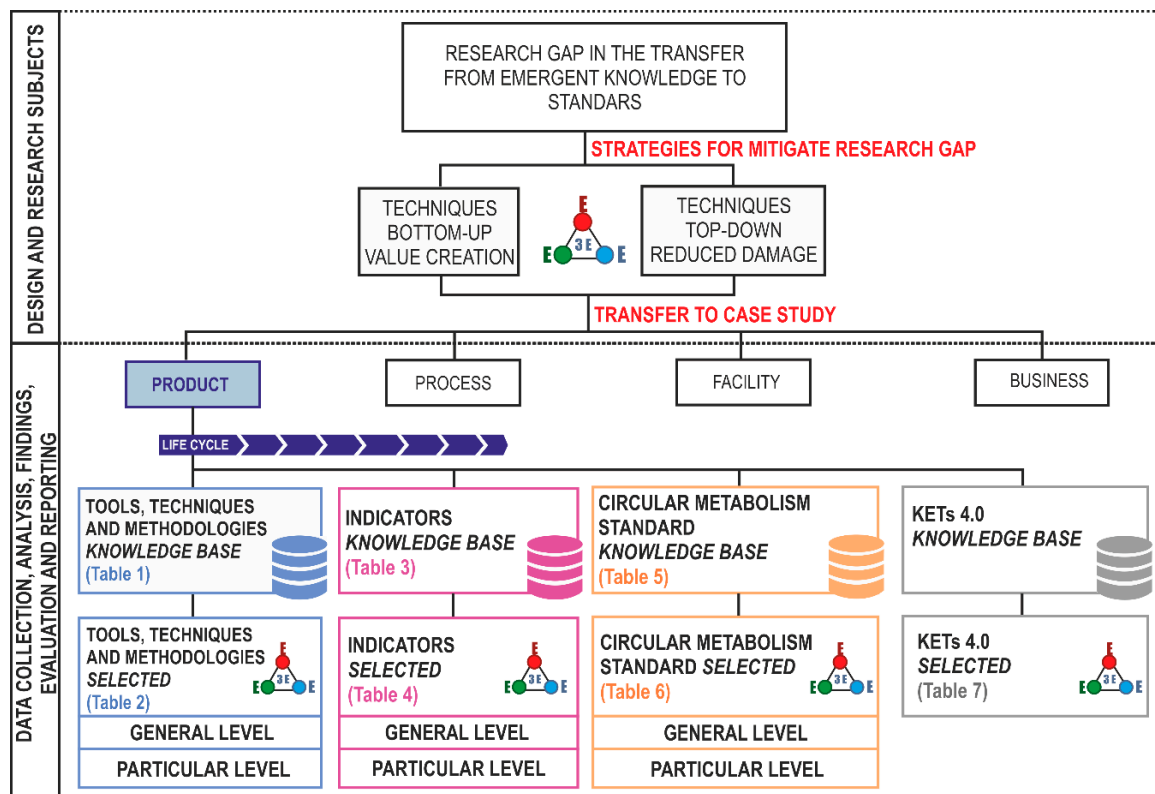 DESIGN AND RESEARCH SUBJECTS
RESEARCH GAP IN THE TRANSFER
FROM EMERGENT KNOWLEDGE TO
STANDARS
STRATEGIES FOR MITIGATE RESEARCH GAP
TECHNIQUES
BOTTOM-UP
VALUE CREATION
E
3 E
E
E
TECHNIQUES
TOP-DOWN
REDUCED DAMAGE
TRANSFER TO CASE STUDY
DATA COLLECTION, ANALYSIS, FINDINGS,
EVALUATION AND REPORTING
PRODUCT
PROCESS
FACILITY
BUSINESS
LIFE CYCLE
TOOLS, TECHNIQUES
AND METHODOLOGIES
KNOWLEDGE BASE
(Table 1)
INDICATORS
KNOWLEDGE BASE
(Table 3)
CIRCULAR METABOLISM
STANDARD
KNOWLEDGE BASE
(Table 5)
KETs 4.0
KNOWLEDGE BASE
TOOLS, TECHNIQUES
AND METHODOLOGIES
SELECTED
(Table 2)
E
3 E
E
E
GENERAL LEVEL
PARTICULAR LEVEL
INDICATORS
SELECTED
(Table 4)
E
3 E
E
E
GENERAL LEVEL
PARTICULAR LEVEL
CIRCULAR METABOLISM
STANDARD SELECTED
(Table 6)
E
3 E
E
E
GENERAL LEVEL
PARTICULAR LEVEL
KETs 4.0
SELECTED
(Table 7)
E
3 E
E
E